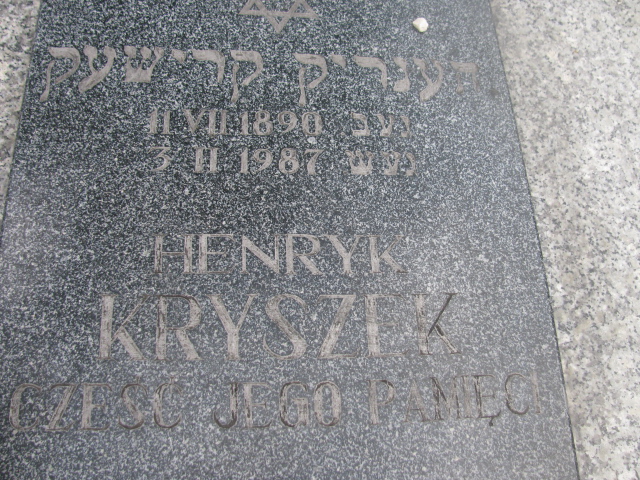 הענריק קרישעק
געב 11 VII 1890
געש 3 II 1987
HENRYK
KRYSZEK
CZEŚĆ JEGO PAMIĘCI